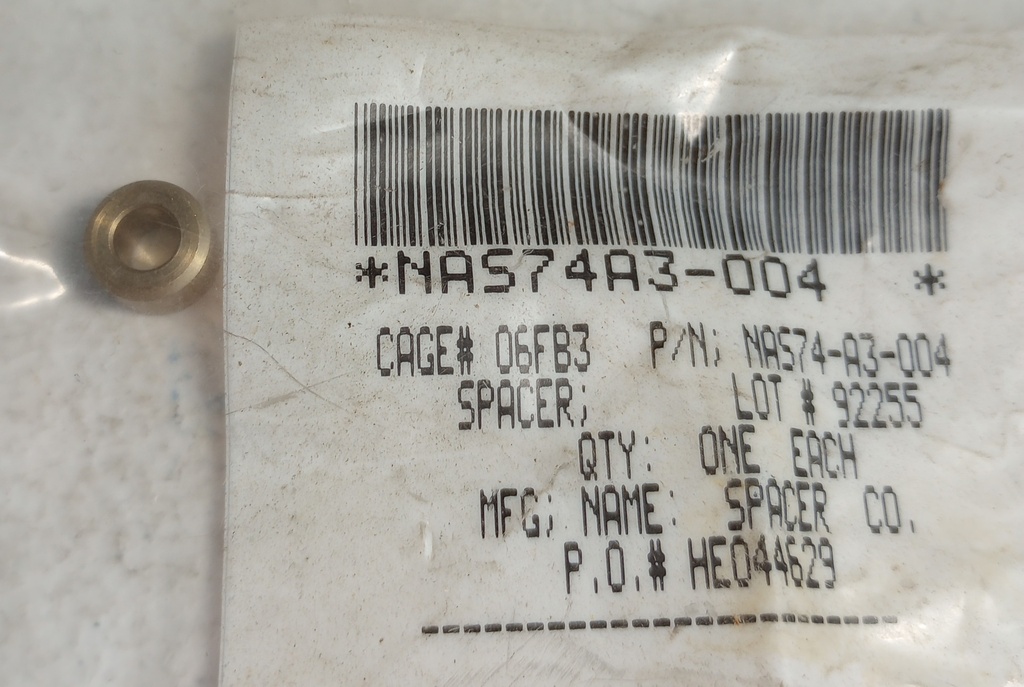 *NAS74A3-004 *
CAGE# 06FB3 P/N; NAS74-A3-004
SPACER; LOT # 92255
QTY: ONE EACH
MFG; NAME: SPACER CO.
P.O.# HE044629
--------------------------